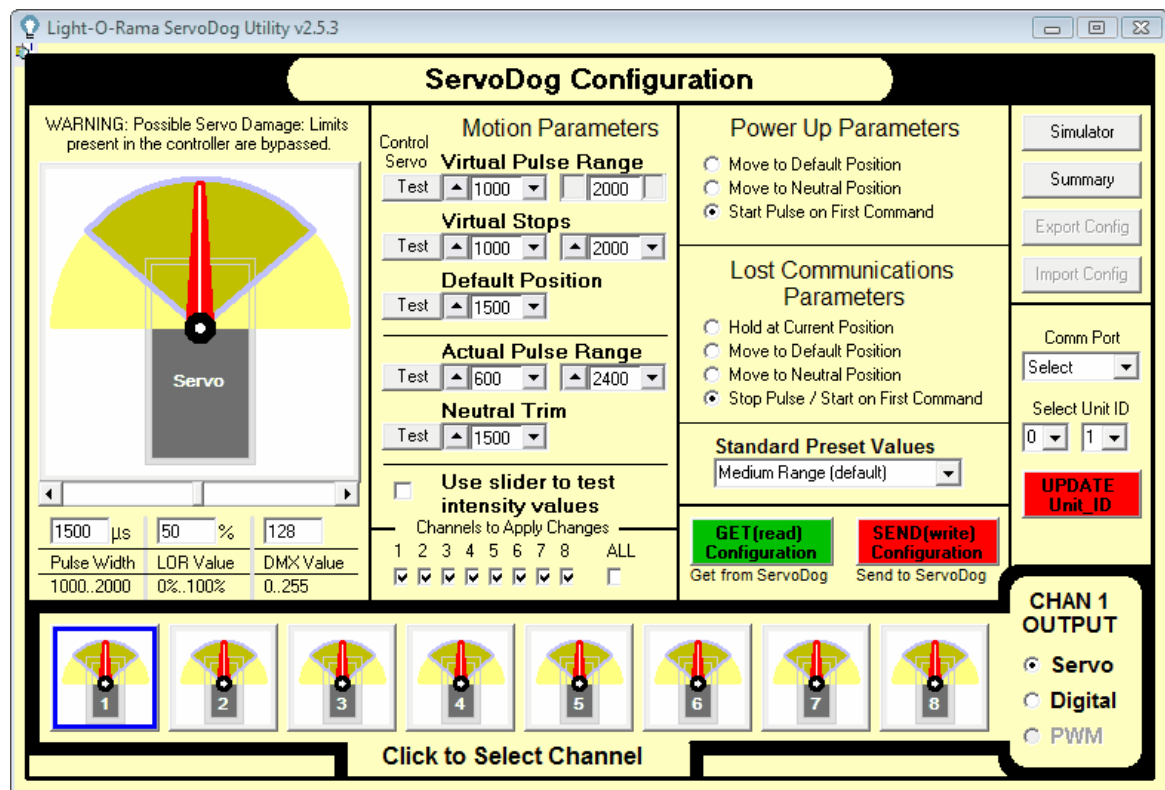 Light-O-Rama ServoDog Utility v2.5.3
ServoDog Configuration
WARNING: Possible Servo Damage: Limits
present in the controller are bypassed.
Servo
1500 µs 50 % 128
Pulse Width LOR Value DMX Value
1000..2000 0%..100% 0..255
Motion Parameters
Control
Servo
Virtual Pulse Range
Test 1000 2000
Virtual Stops
Test 1000 2000
Default Position
Test 1500
Actual Pulse Range
Test 600 2400
Neutral Trim
Test 1500
Use slider to test
intensity values
Channels to Apply Changes
1 2 3 4 5 6 7 8 ALL
Power Up Parameters
Move to Default Position
Move to Neutral Position
Start Pulse on First Command
Lost Communications
Parameters
Hold at Current Position
Move to Default Position
Move to Neutral Position
Stop Pulse / Start on First Command
Standard Preset Values
Medium Range (default)
GET(read)
Configuration
Get from ServoDog
SEND(write)
Configuration
Send to ServoDog
Simulator
Summary
Export Config
Import Config
Comm Port
Select
Select Unit ID
0 1
UPDATE
Unit_ID
1 2 3 4 5 6 7 8
Click to Select Channel
CHAN 1
OUTPUT
Servo
Digital
PWM